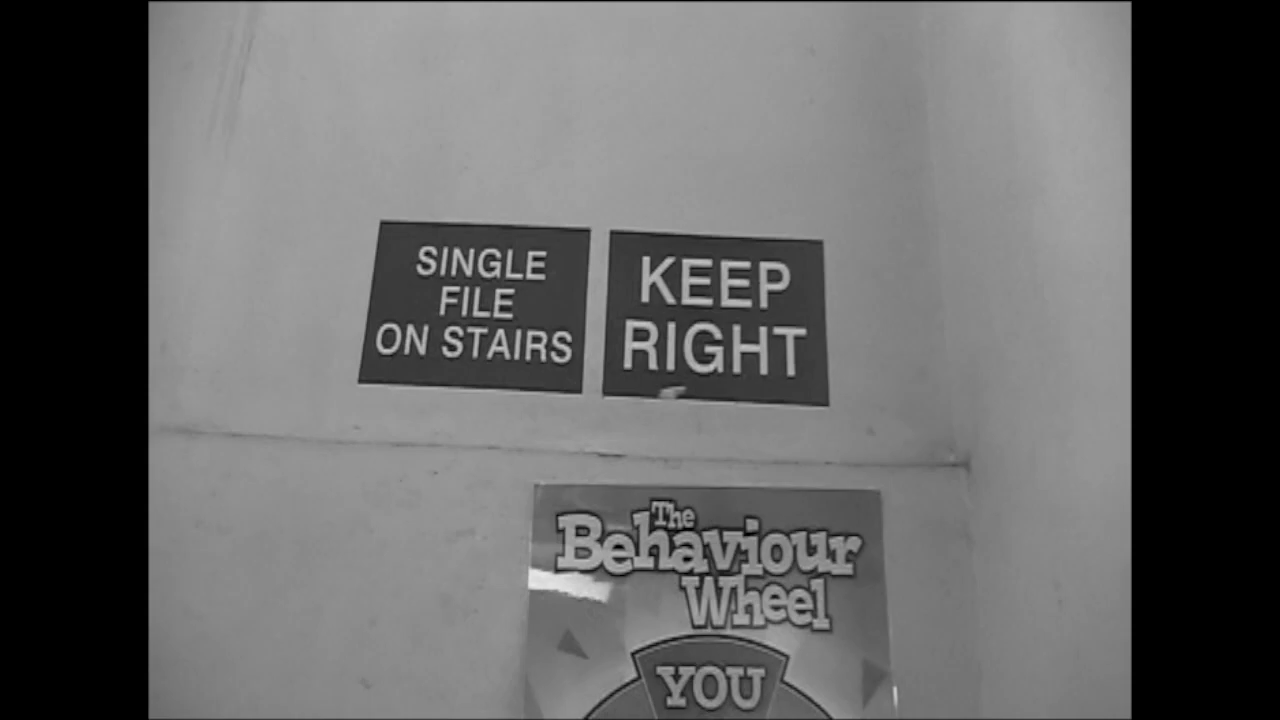 SINGLE
FILE
ON STAIRS
KEEP
RIGHT
The
Behaviour
Wheel
YOU